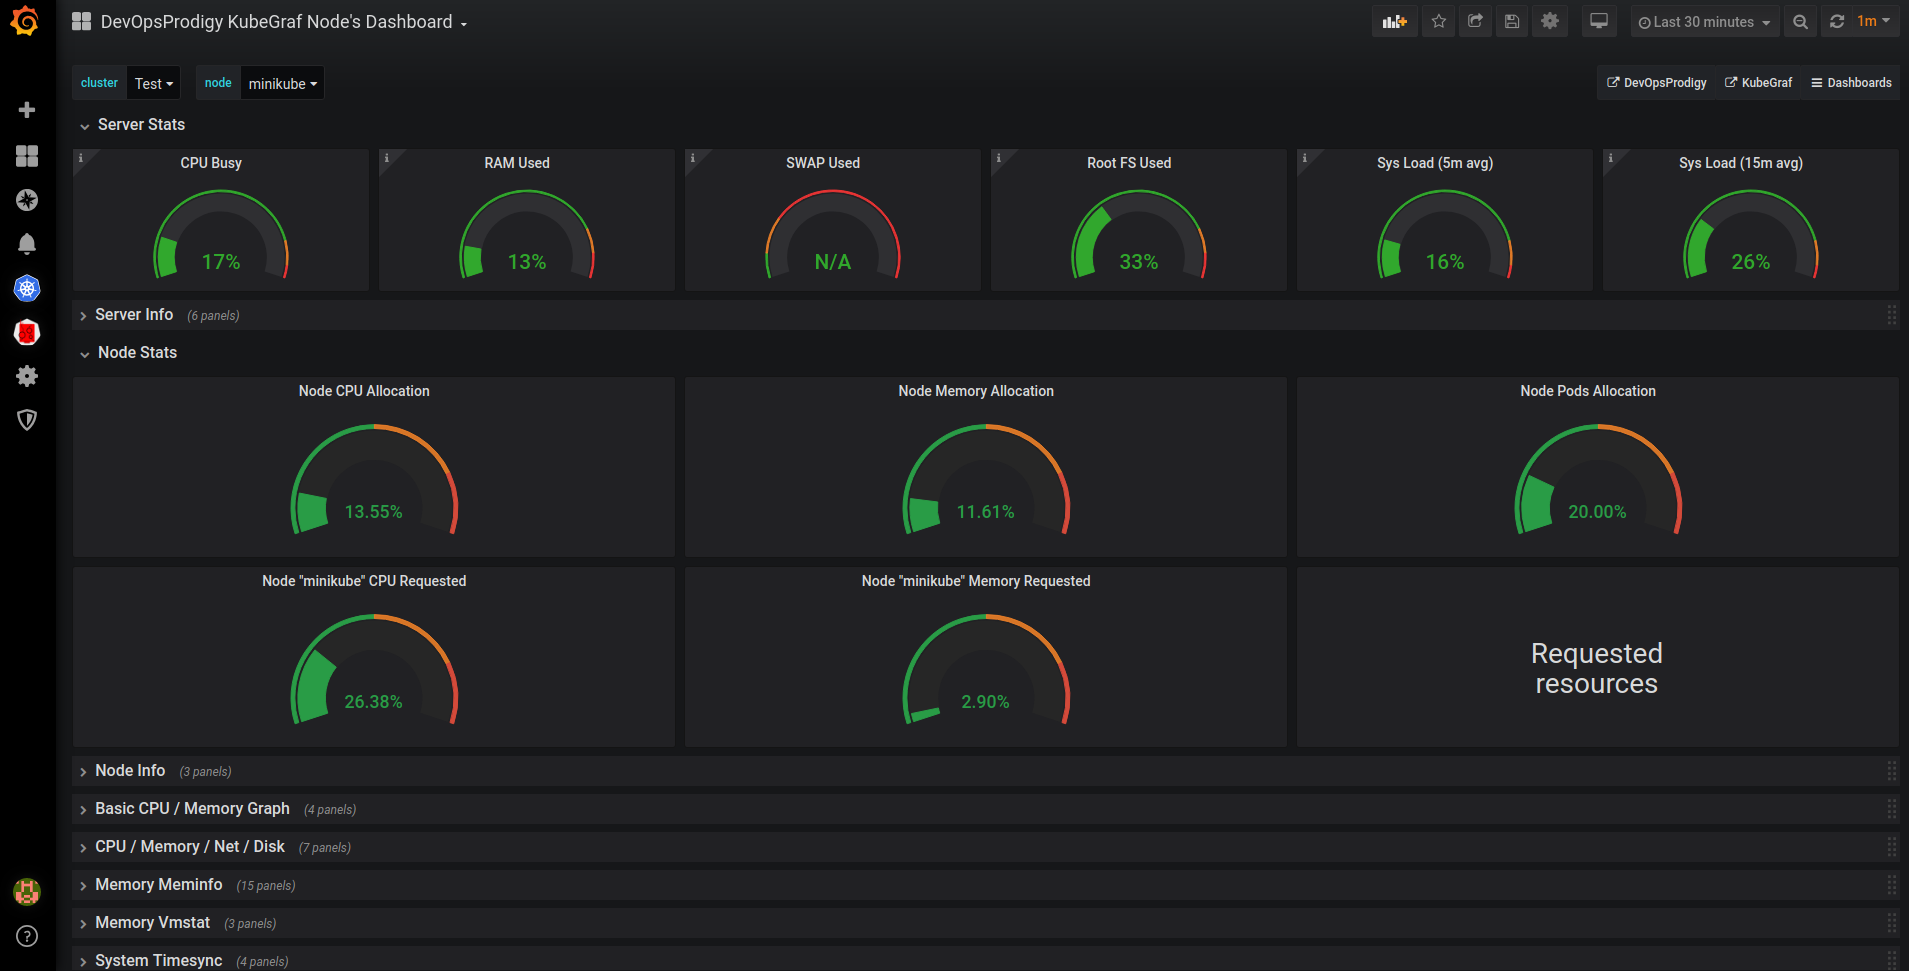 DevOpsProdigy KubeGraf Node's Dashboard
Last 30 minutes
1m
cluster Test node minikube
DevOpsProdigy KubeGraf Dashboards
Server Stats
CPU Busy
17%
RAM Used
13%
SWAP Used
N/A
Root FS Used
33%
Sys Load (5m avg)
16%
Sys Load (15m avg)
26%
Server Info (6 panels)
Node Stats
Node CPU Allocation
13.55%
Node Memory Allocation
11.61%
Node Pods Allocation
20.00%
Node "minikube" CPU Requested
26.38%
Node "minikube" Memory Requested
2.90%
Requested
resources
Node Info (3 panels)
Basic CPU / Memory Graph (4 panels)
CPU / Memory / Net / Disk (7 panels)
Memory Meminfo (15 panels)
Memory Vmstat (3 panels)
System Timesync (4 panels)